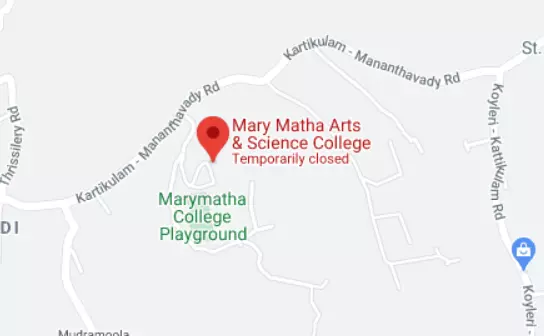 Kartikulam - Mananthavady Rd
St.
Mary Matha Arts
& Science College
Temporarily closed
Kartikulam - Mananthavady Rd
Thrissilery Rd
Koyleri - Kattikulam Rd
Marymatha
College
Playground
DI
Koyleri
Mudramoola